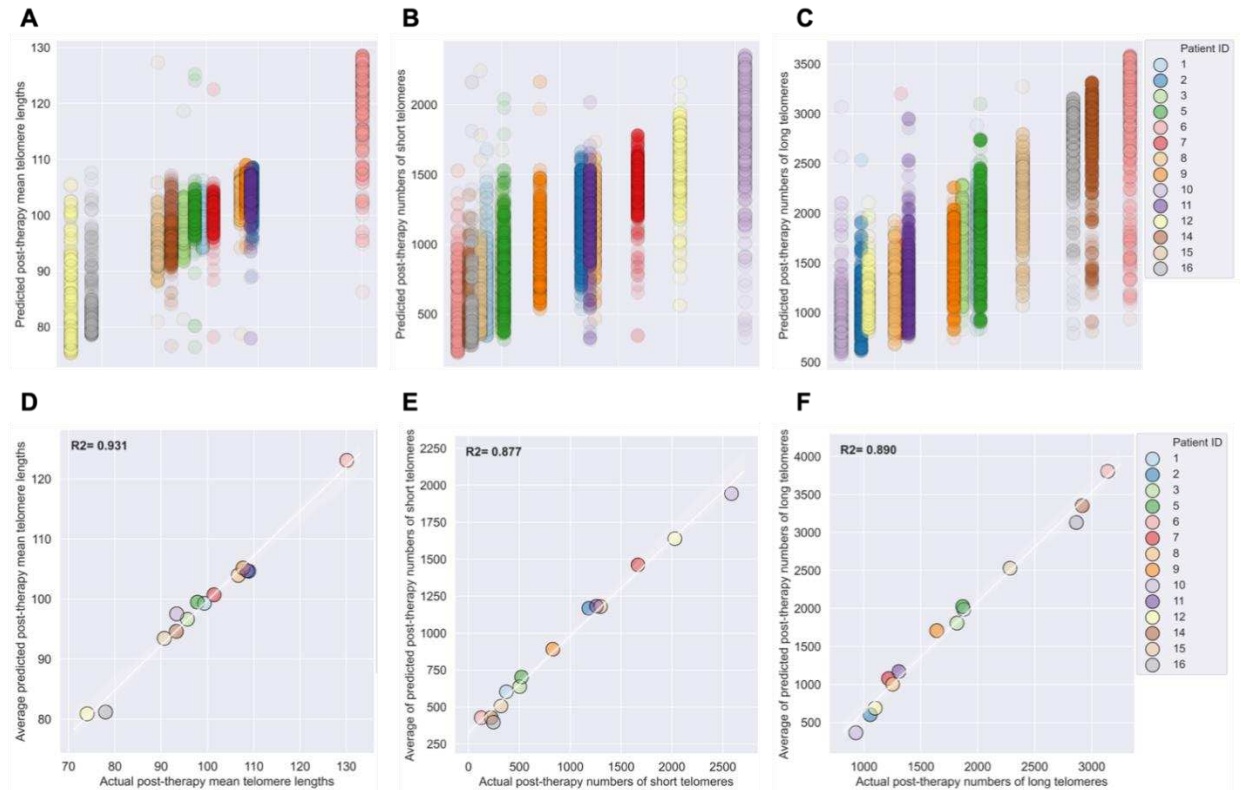 A
B
C
Predicted post-therapy mean telomere lengths
130
120
110
100
90
80
70 80 90 100 110 120 130
Predicted post-therapy numbers of short telomeres
2000
1500
1000
500
Predicted post-therapy numbers of long telomeres
3500
3000
2500
2000
1500
1000
500
Patient ID
1
2
3
5
6
7
8
9
10
11
12
14
15
16
D
E
F
R2= 0.931
Average predicted post-therapy mean telomere lengths
120
110
100
90
80
70 80 90 100 110 120 130
Actual post-therapy mean telomere lengths
R2= 0.877
Average of predicted post-therapy numbers of short telomeres
2250
2000
1750
1500
1250
1000
750
500
250
0 500 1000 1500 2000 2500
Actual post-therapy numbers of short telomeres
R2= 0.890
Average of predicted post-therapy numbers of long telomeres
4000
3500
3000
2500
2000
1500
1000
500
1000 1500 2000 2500 3000
Actual post-therapy numbers of long telomeres
Patient ID
1
2
3
5
6
7
8
9
10
11
12
14
15
16